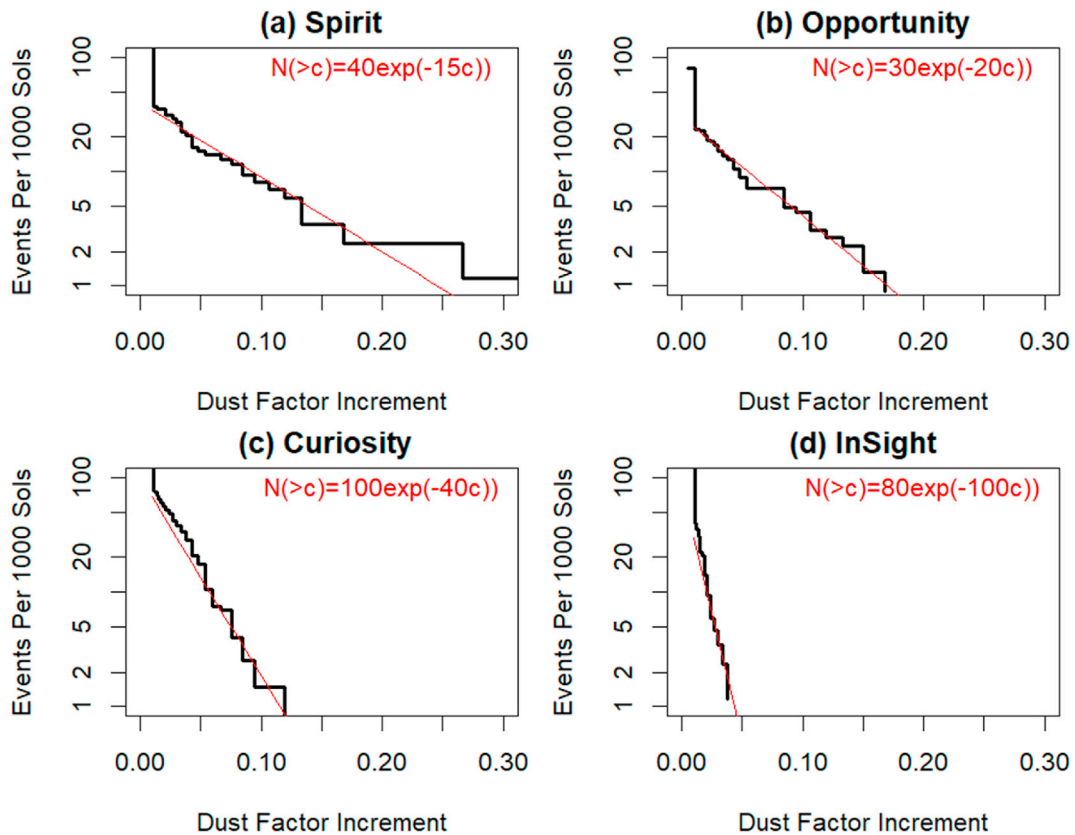 (a) Spirit
N(>c)=40exp(-15c))
Events Per 1000 Sols
100
20
5
2
1
0.00 0.10 0.20 0.30
Dust Factor Increment
(b) Opportunity
N(>c)=30exp(-20c))
Events Per 1000 Sols
100
20
5
2
1
0.00 0.10 0.20 0.30
Dust Factor Increment
(c) Curiosity
N(>c)=100exp(-40c))
Events Per 1000 Sols
100
20
5
2
1
0.00 0.10 0.20 0.30
Dust Factor Increment
(d) InSight
N(>c)=80exp(-100c))
Events Per 1000 Sols
100
20
5
2
1
0.00 0.10 0.20 0.30
Dust Factor Increment